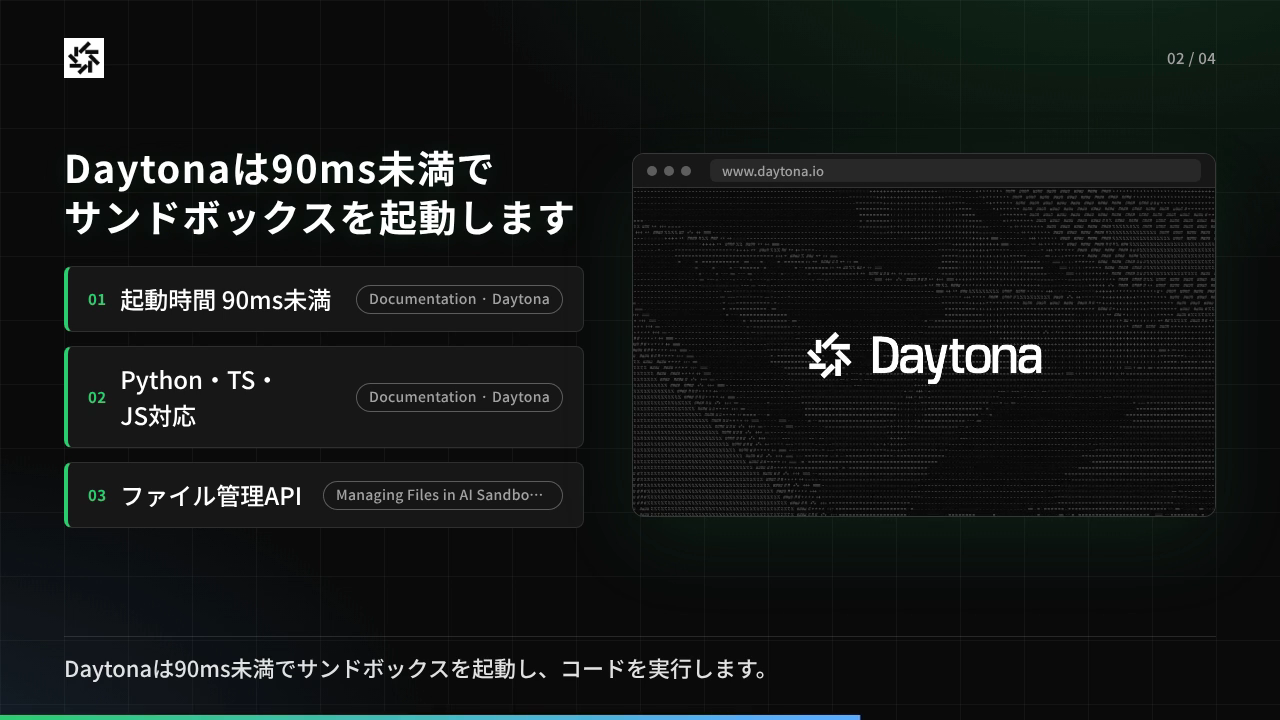 02 / 04
Daytonaは90ms未満で
サンドボックスを起動します
01 起動時間 90ms未満 Documentation · Daytona
02 Python・TS・
JS対応 Documentation · Daytona
03 ファイル管理API Managing Files in AI Sandbo…
www.daytona.io
Daytona
Daytonaは90ms未満でサンドボックスを起動し、コードを実行します。